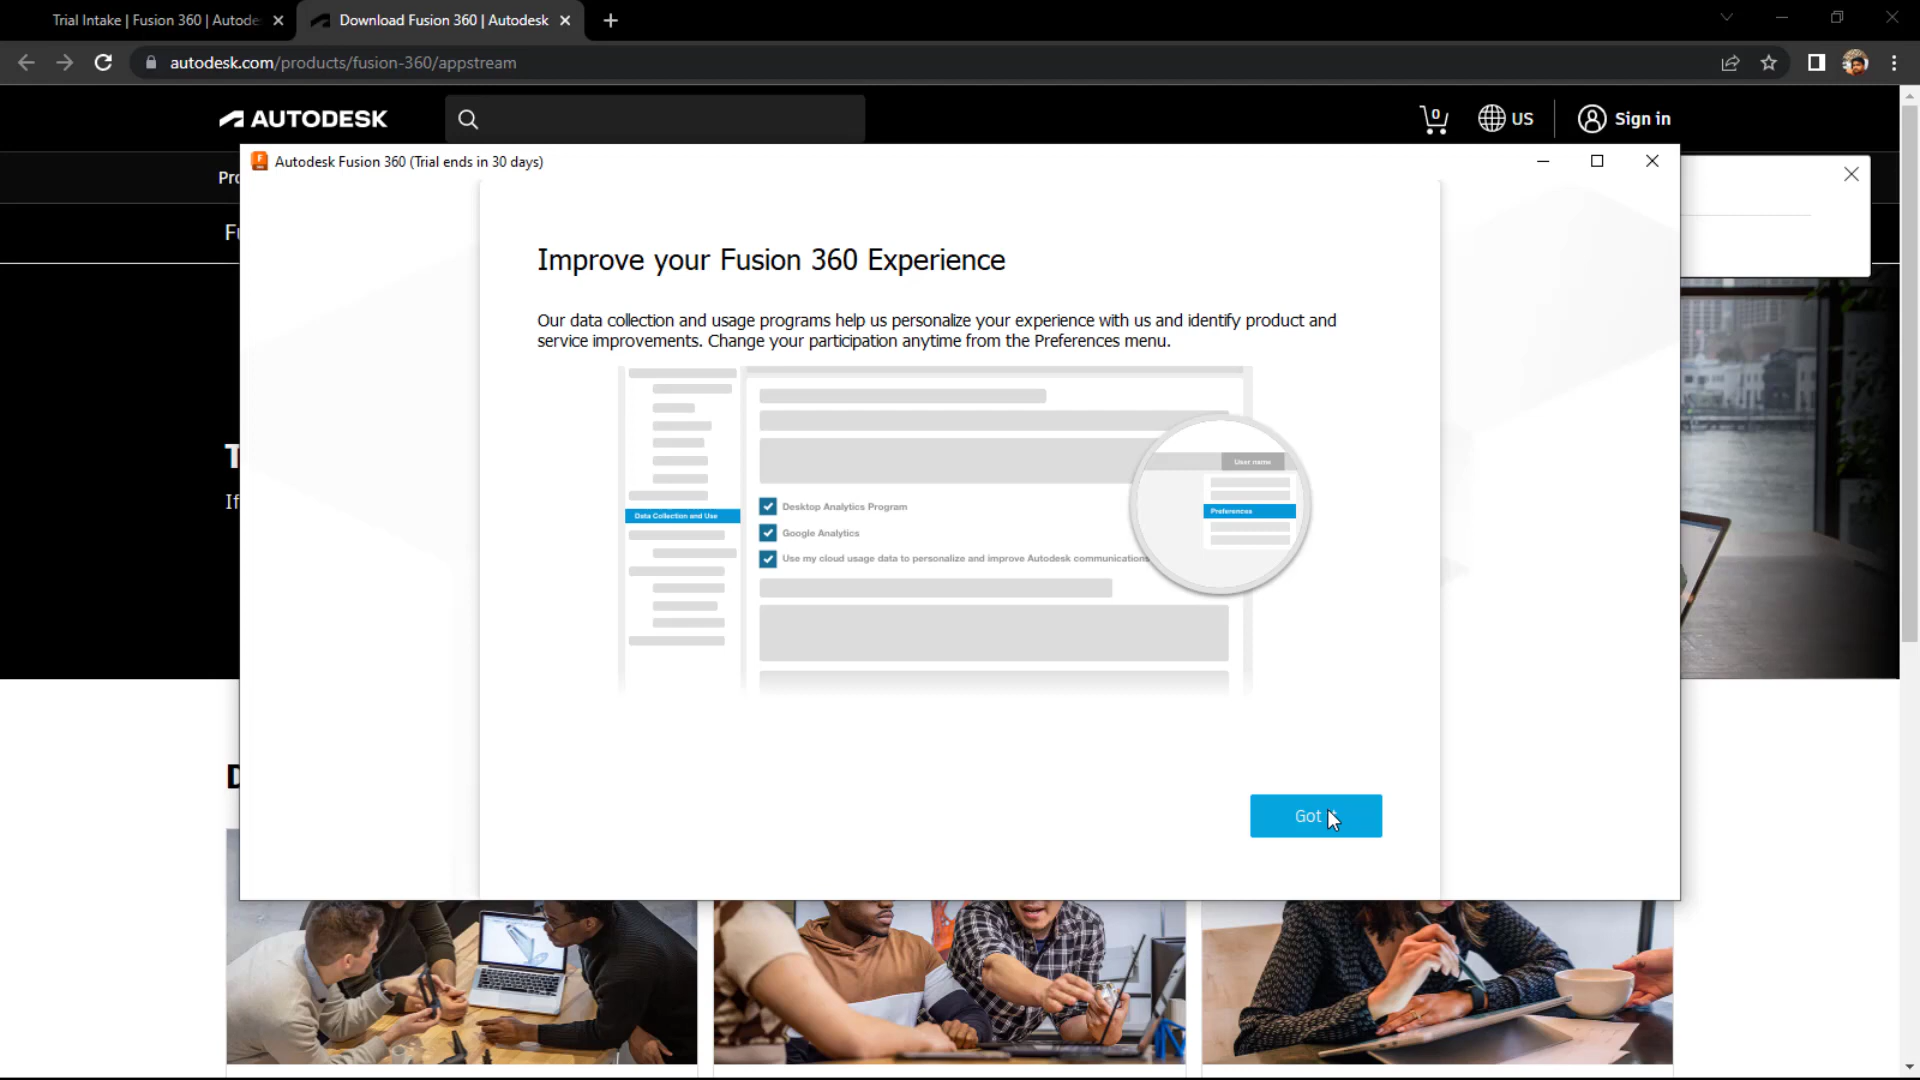 Trial Intake | Fusion 360 | Autode
Download Fusion 360 | Autodesk
autodesk.com/products/fusion-360/appstream
AUTODESK
0
US
Sign in
Pro
Autodesk Fusion 360 (Trial ends in 30 days)
Fu
Improve your Fusion 360 Experience
Our data collection and usage programs help us personalize your experience with us and identify product and
service improvements. Change your participation anytime from the Preferences menu.
User name
Preferences
Data Collection and Use
Desktop Analytics Program
Google Analytics
Use my cloud usage data to personalize and improve Autodesk communications
T
If
D
Got